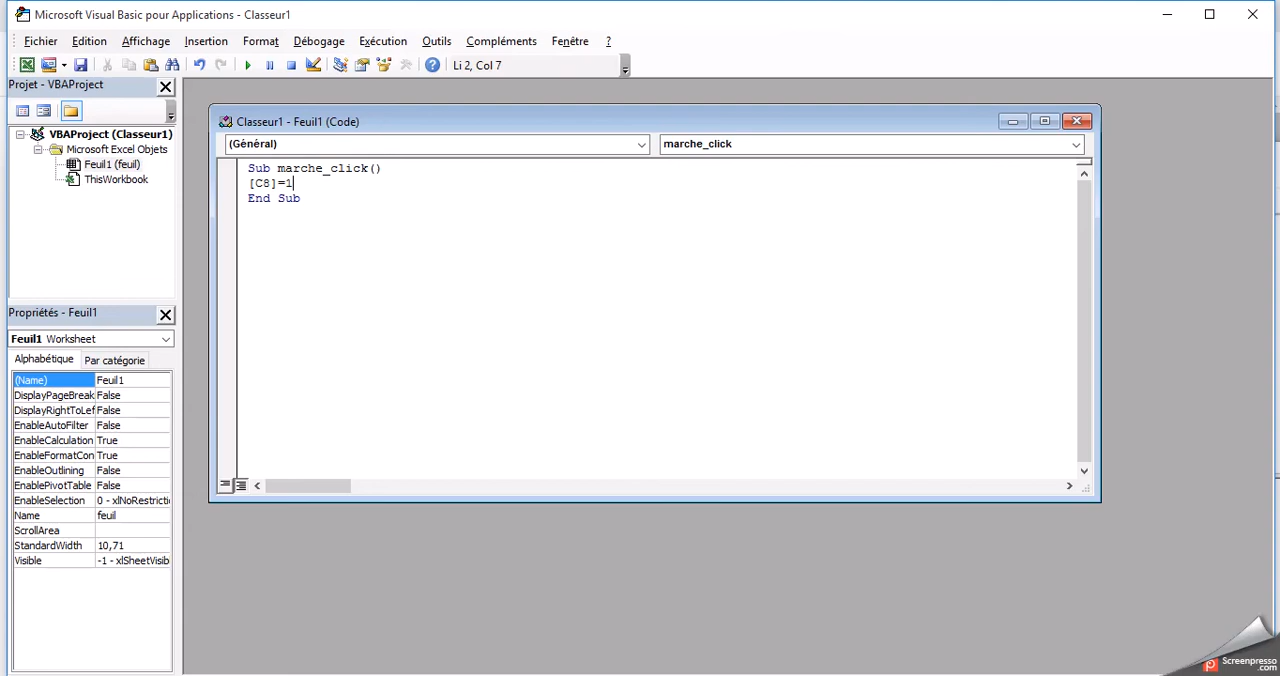 Microsoft Visual Basic pour Applications - Classeur1
Fichier Edition Affichage Insertion Format Débogage Exécution Outils Compléments Fenêtre ?
Li 2, Col 7
Projet - VBAProject
VBAProject (Classeur1)
Microsoft Excel Objets
Feuil1 (feuil)
ThisWorkbook
Classeur1 - Feuil1 (Code)
(Général) marche_click
Sub marche_click()
[C8]=1
End Sub
Propriétés - Feuil1
Feuil1 Worksheet
Alphabétique Par catégorie
(Name) Feuil1
DisplayPageBreak False
DisplayRightToLef False
EnableAutoFilter False
EnableCalculation True
EnableFormatCon True
EnableOutlining False
EnablePivotTable False
EnableSelection 0 - xlNoRestricti
Name feuil
ScrollArea
StandardWidth 10,71
Visible -1 - xlSheetVisib
Screenpresso
.com